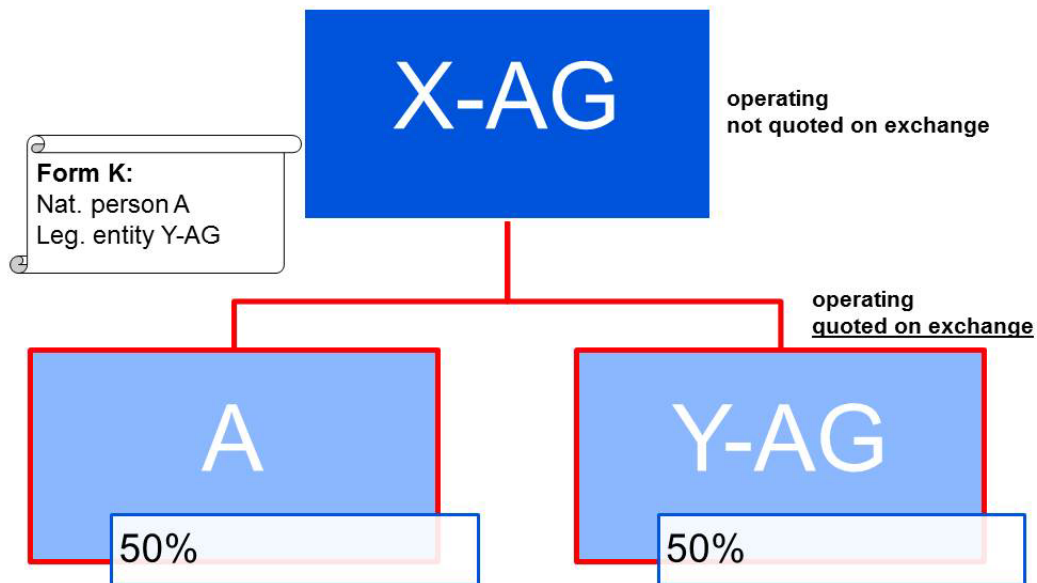 X-AG
operating
not quoted on exchange
Form K:
Nat. person A
Leg. entity Y-AG
operating
quoted on exchange
A
Y-AG
50%
50%